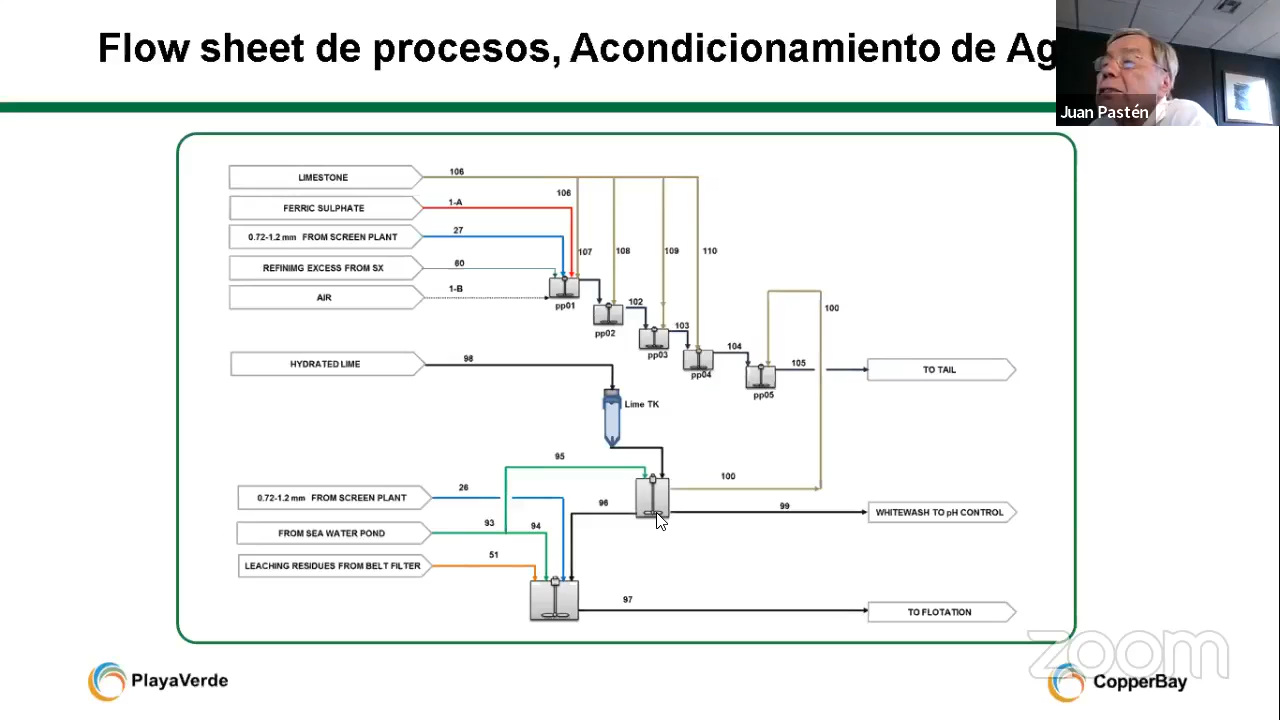 Flow sheet de procesos, Acondicionamiento de Ag
Juan Pastén
LIMESTONE
106
106
FERRIC SULPHATE
1-A
0.72-1.2 mm FROM SCREEN PLANT
27
107
108
109
110
REFINIMG EXCESS FROM SX
60
AIR
1-B
pp01
102
100
pp02
103
pp03
104
105
pp04
TO TAIL
pp05
HYDRATED LIME
98
Lime TK
95
100
0.72-1.2 mm FROM SCREEN PLANT
26
96
99
WHITEWASH TO pH CONTROL
FROM SEA WATER POND
93
94
LEACHING RESIDUES FROM BELT FILTER
51
97
TO FLOTATION
zoom
PlayaVerde
CopperBay